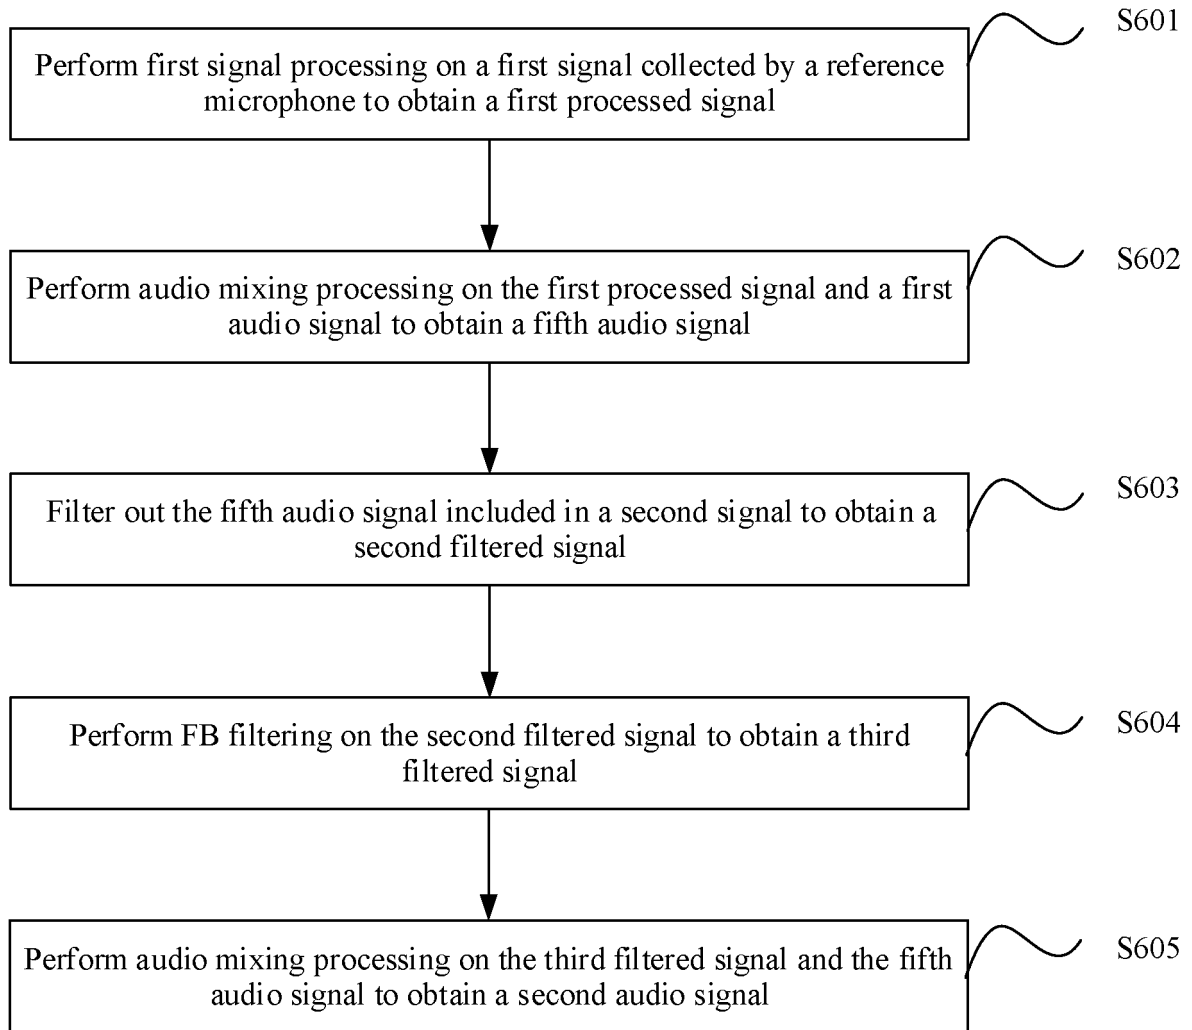 S601
Perform first signal processing on a first signal collected by a reference
microphone to obtain a first processed signal
S602
Perform audio mixing processing on the first processed signal and a first
audio signal to obtain a fifth audio signal
S603
Filter out the fifth audio signal included in a second signal to obtain a
second filtered signal
S604
Perform FB filtering on the second filtered signal to obtain a third
filtered signal
S605
Perform audio mixing processing on the third filtered signal and the fifth
audio signal to obtain a second audio signal